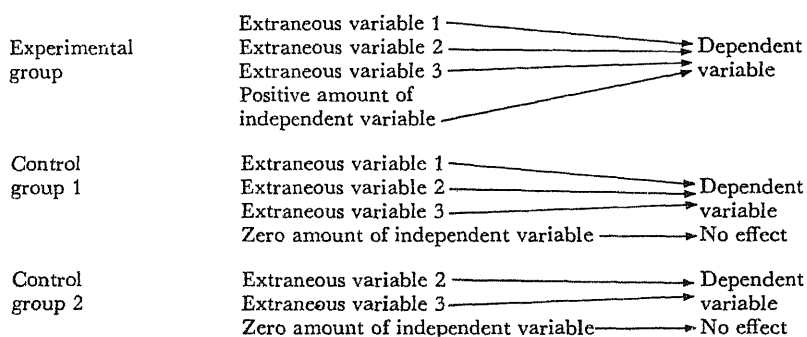 Extraneous variable 1
Experimental Extraneous variable 2 Dependent
group Extraneous variable 3 variable
Positive amount of
independent variable
Control Extraneous variable 1
group 1 Extraneous variable 2 Dependent
Extraneous variable 3 variable
Zero amount of independent variable No effect
Control Extraneous variable 2 Dependent
group 2 Extraneous variable 3 variable
Zero amount of independent variable No effect